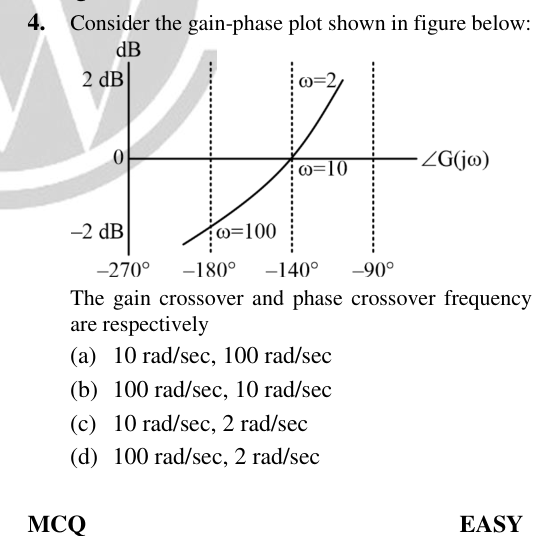 4. Consider the gain-phase plot shown in figure below:
dB
2 dB
ω=2
0
∠G(jω)
ω=10
–2 dB
ω=100
–270° –180° –140° –90°
The gain crossover and phase crossover frequency
are respectively
(a) 10 rad/sec, 100 rad/sec
(b) 100 rad/sec, 10 rad/sec
(c) 10 rad/sec, 2 rad/sec
(d) 100 rad/sec, 2 rad/sec
MCQ EASY